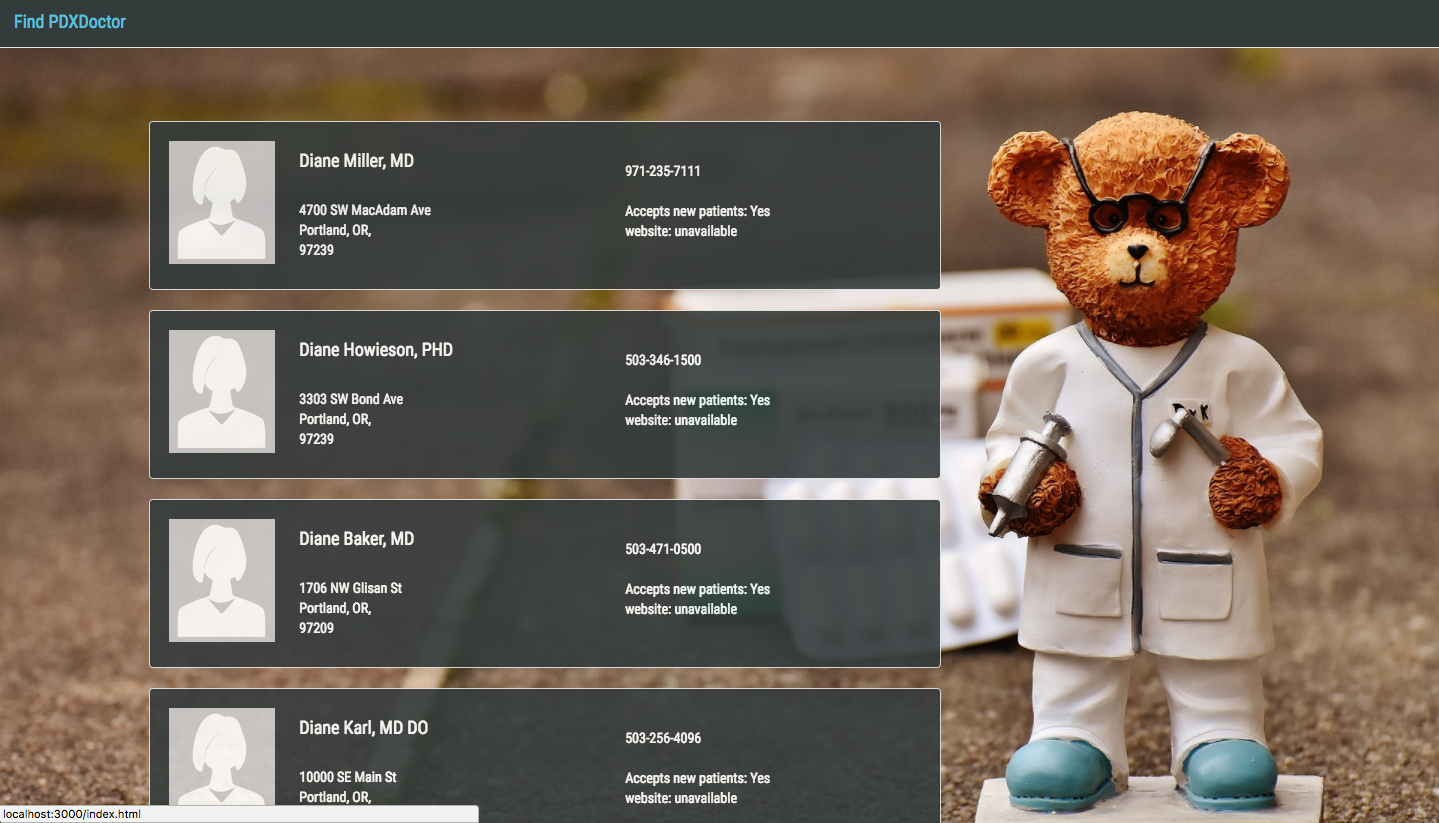 Find PDXDoctor
Diane Miller, MD
971-235-7111
4700 SW MacAdam Ave
Portland, OR,
97239
Accepts new patients: Yes
website: unavailable
Diane Howieson, PHD
503-346-1500
3303 SW Bond Ave
Portland, OR,
97239
Accepts new patients: Yes
website: unavailable
Diane Baker, MD
503-471-0500
1706 NW Glisan St
Portland, OR,
97209
Accepts new patients: Yes
website: unavailable
Diane Karl, MD DO
503-256-4096
10000 SE Main St
Portland, OR,
Accepts new patients: Yes
website: unavailable
localhost:3000/index.html